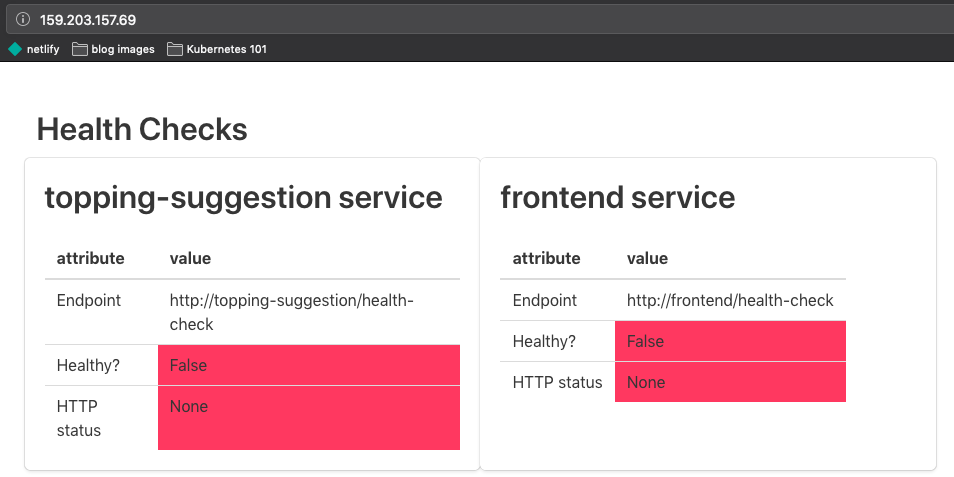 159.203.157.69
netlify blog images Kubernetes 101
Health Checks
topping-suggestion service
attribute value
Endpoint http://topping-suggestion/health-
check
Healthy? False
HTTP None
status
frontend service
attribute value
Endpoint http://frontend/health-check
Healthy? False
HTTP status None